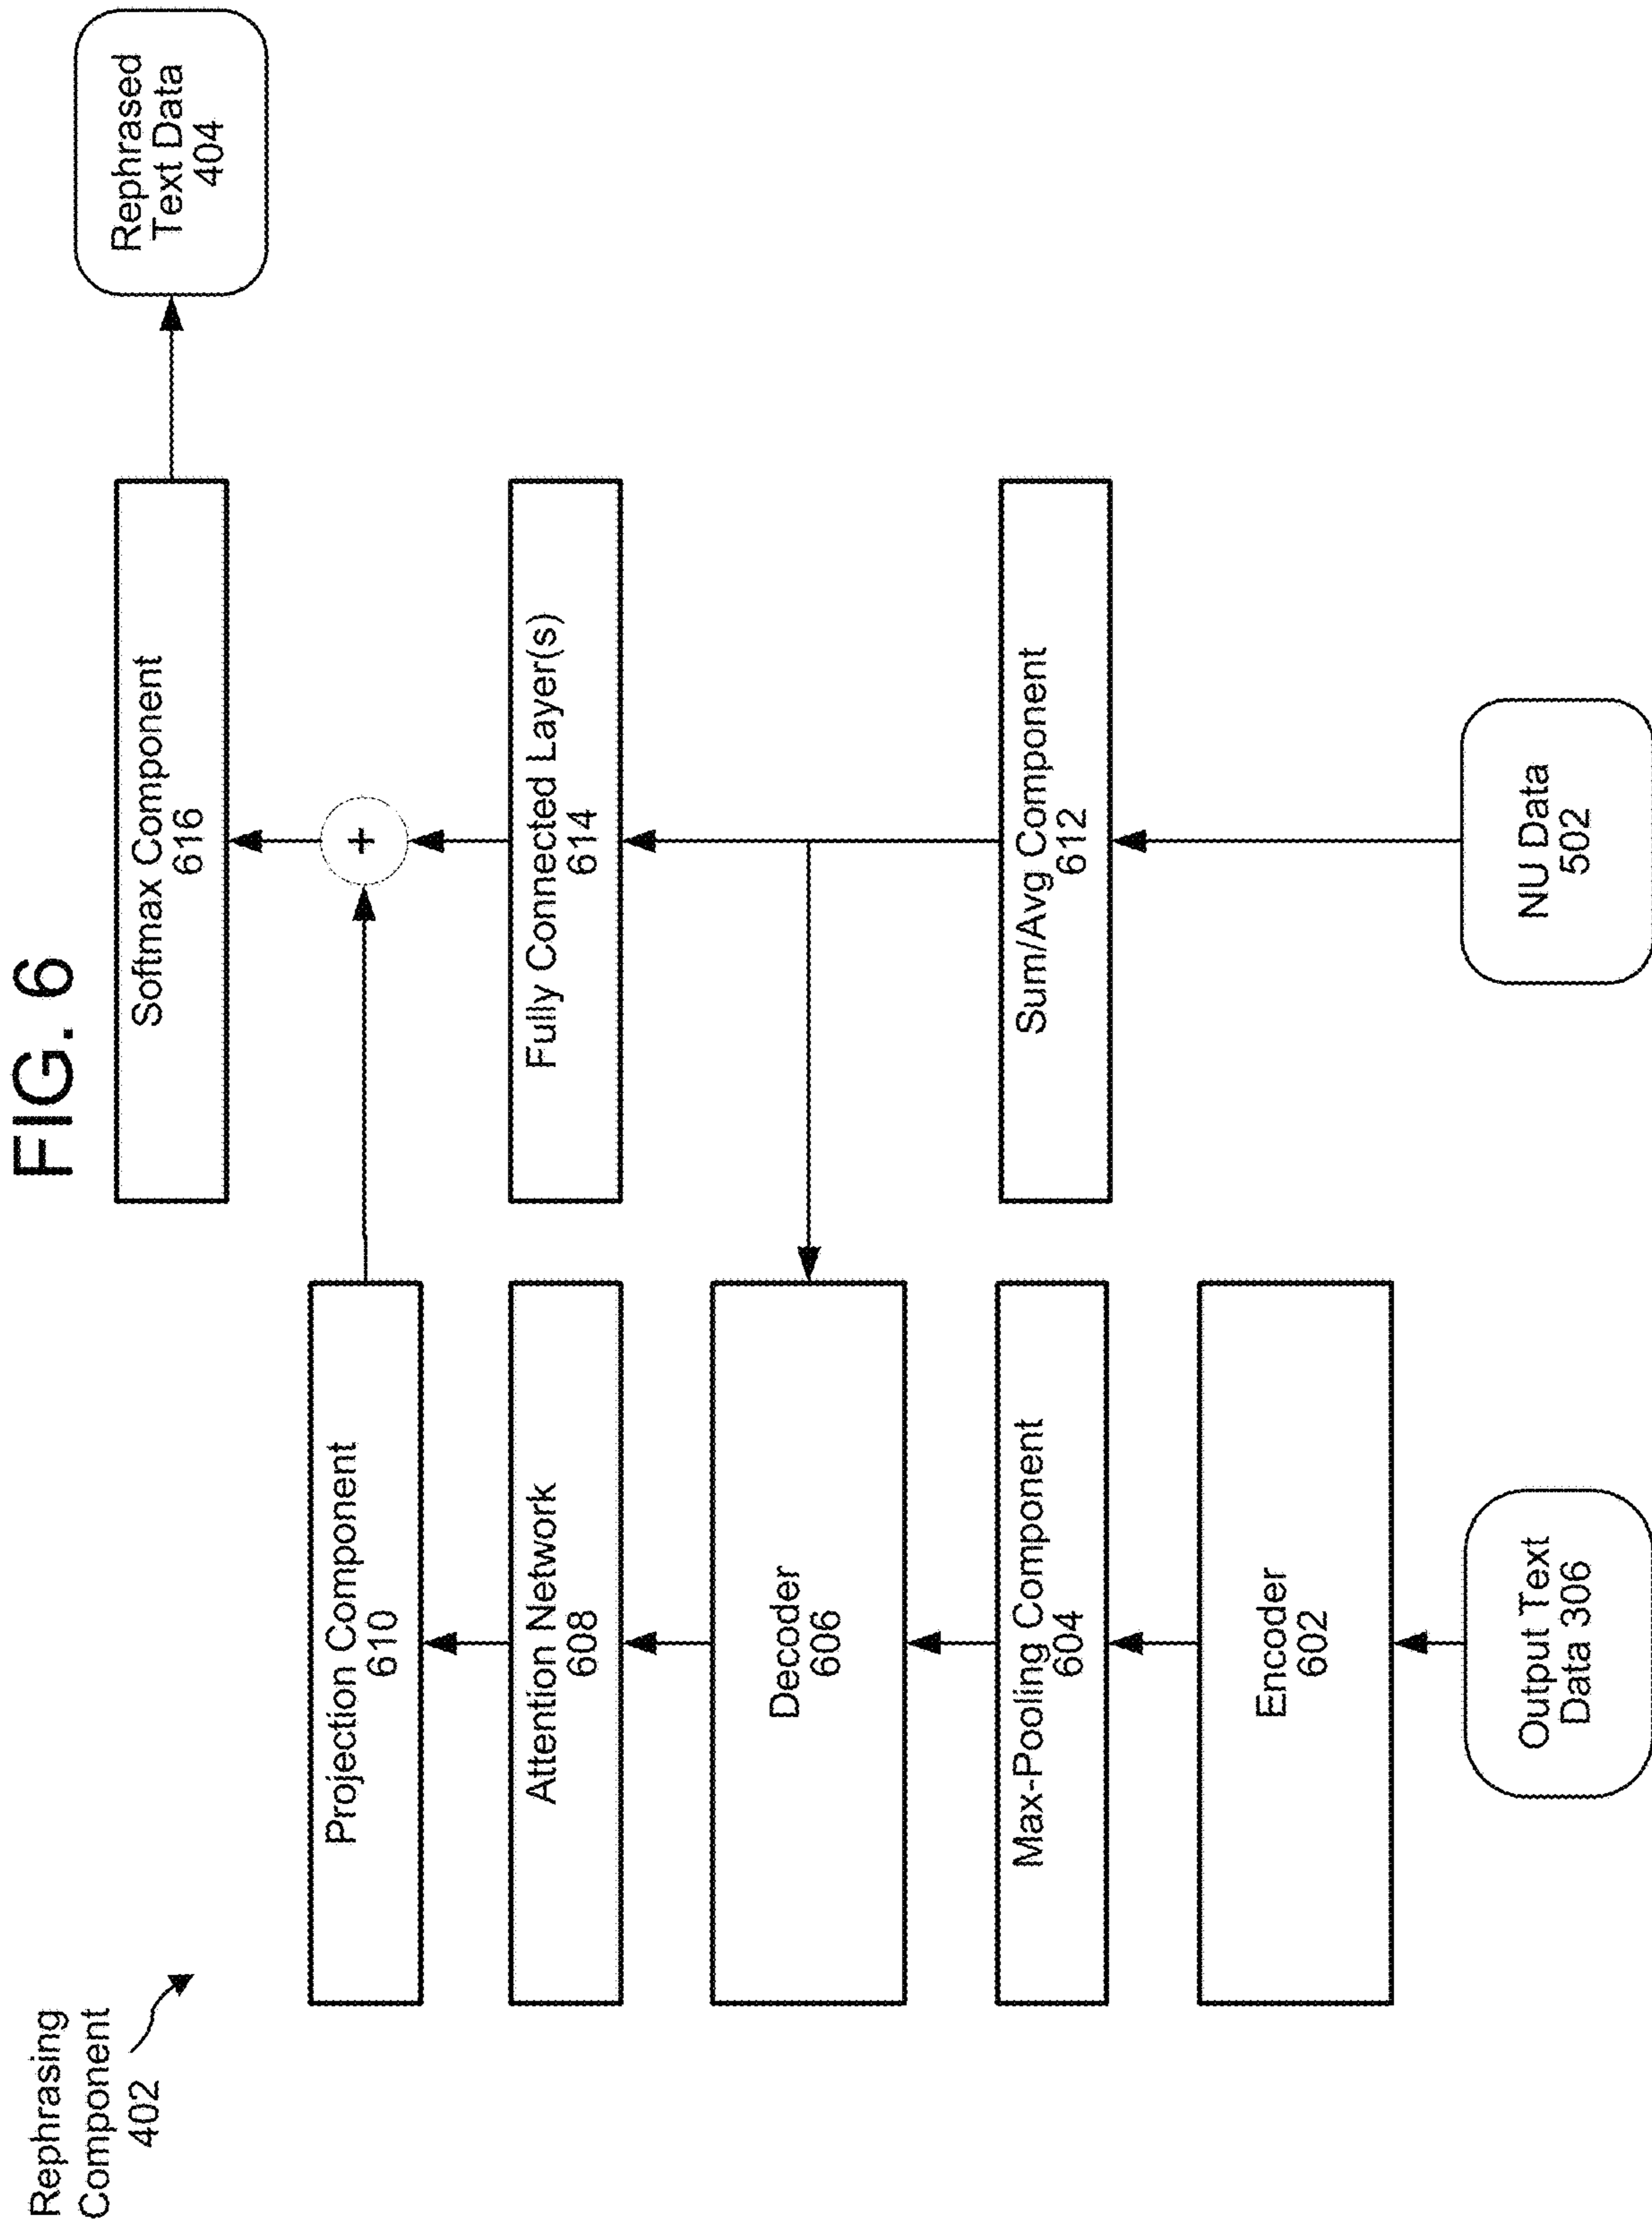 FIG. 6
Rephrasing
Component
402
Projection Component
610
Attention Network
608
Decoder
606
Max-Pooling Component
604
Encoder
602
Output Text
Data 306
Softmax Component
616
+
Fully Connected Layer(s)
614
Sum/Avg Component
612
NU Data
502
Rephrased
Text Data
404